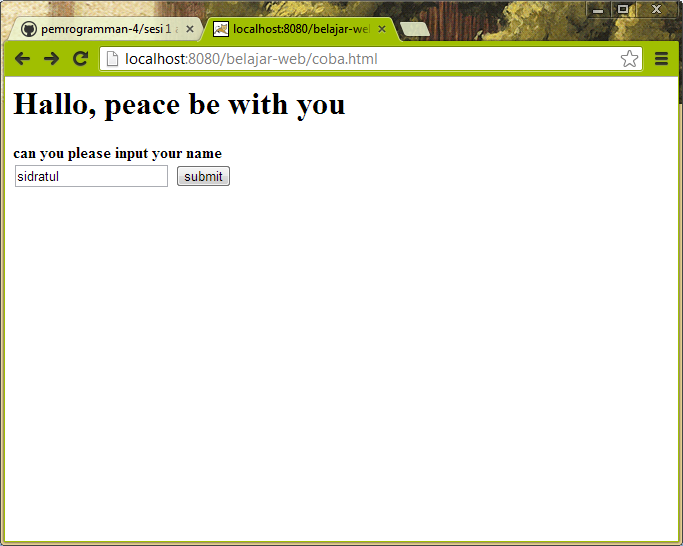 pemrogramman-4/sesi 1 a
localhost:8080/belajar-we
localhost:8080/belajar-web/coba.html
Hallo, peace be with you
can you please input your name
sidratul submit